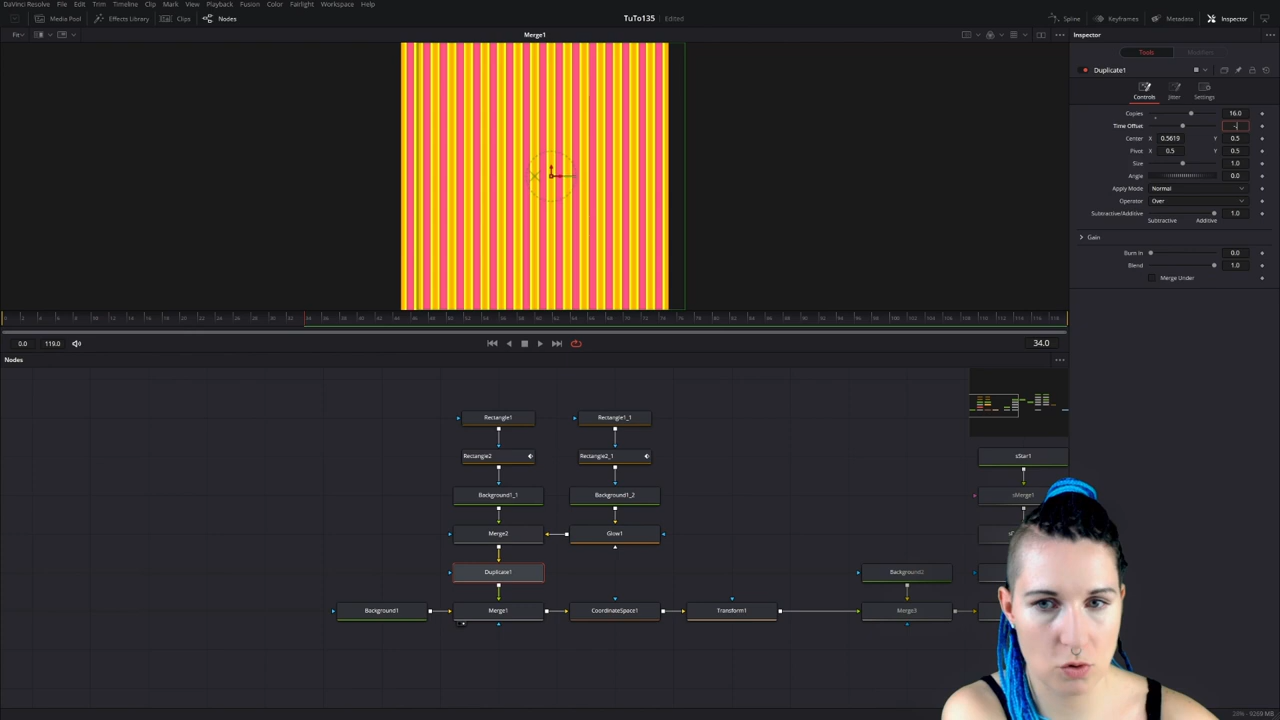 DaVinci Resolve File Edit Trim Timeline Clip Mark View Playback Fusion Color Fairlight Workspace Help
Media Pool Effects Library Clips Nodes TuTo135 Edited Spline Keyframes Metadata Inspector
Fit Merge1 Inspector
Tools Modifiers
Duplicate1
Controls Jitter Settings
Copies 16.0
Time Offset -
Center X 0.5619 Y 0.5
Pivot X 0.5 Y 0.5
Size 1.0
Angle 0.0
Apply Mode Normal
Operator Over
Subtractive/Additive 1.0
Subtractive Additive
Gain
Burn In 0.0
Blend 1.0
Merge Under
0.0 119.0 34.0
Nodes
Rectangle1 Rectangle1_1
Rectangle2 Rectangle2_1 sStar1
Background1_1 Background1_2 sMerge1
Merge2 Glow1
Duplicate1
Background1 Merge1 CoordinateSpace1 Transform1 Merge3